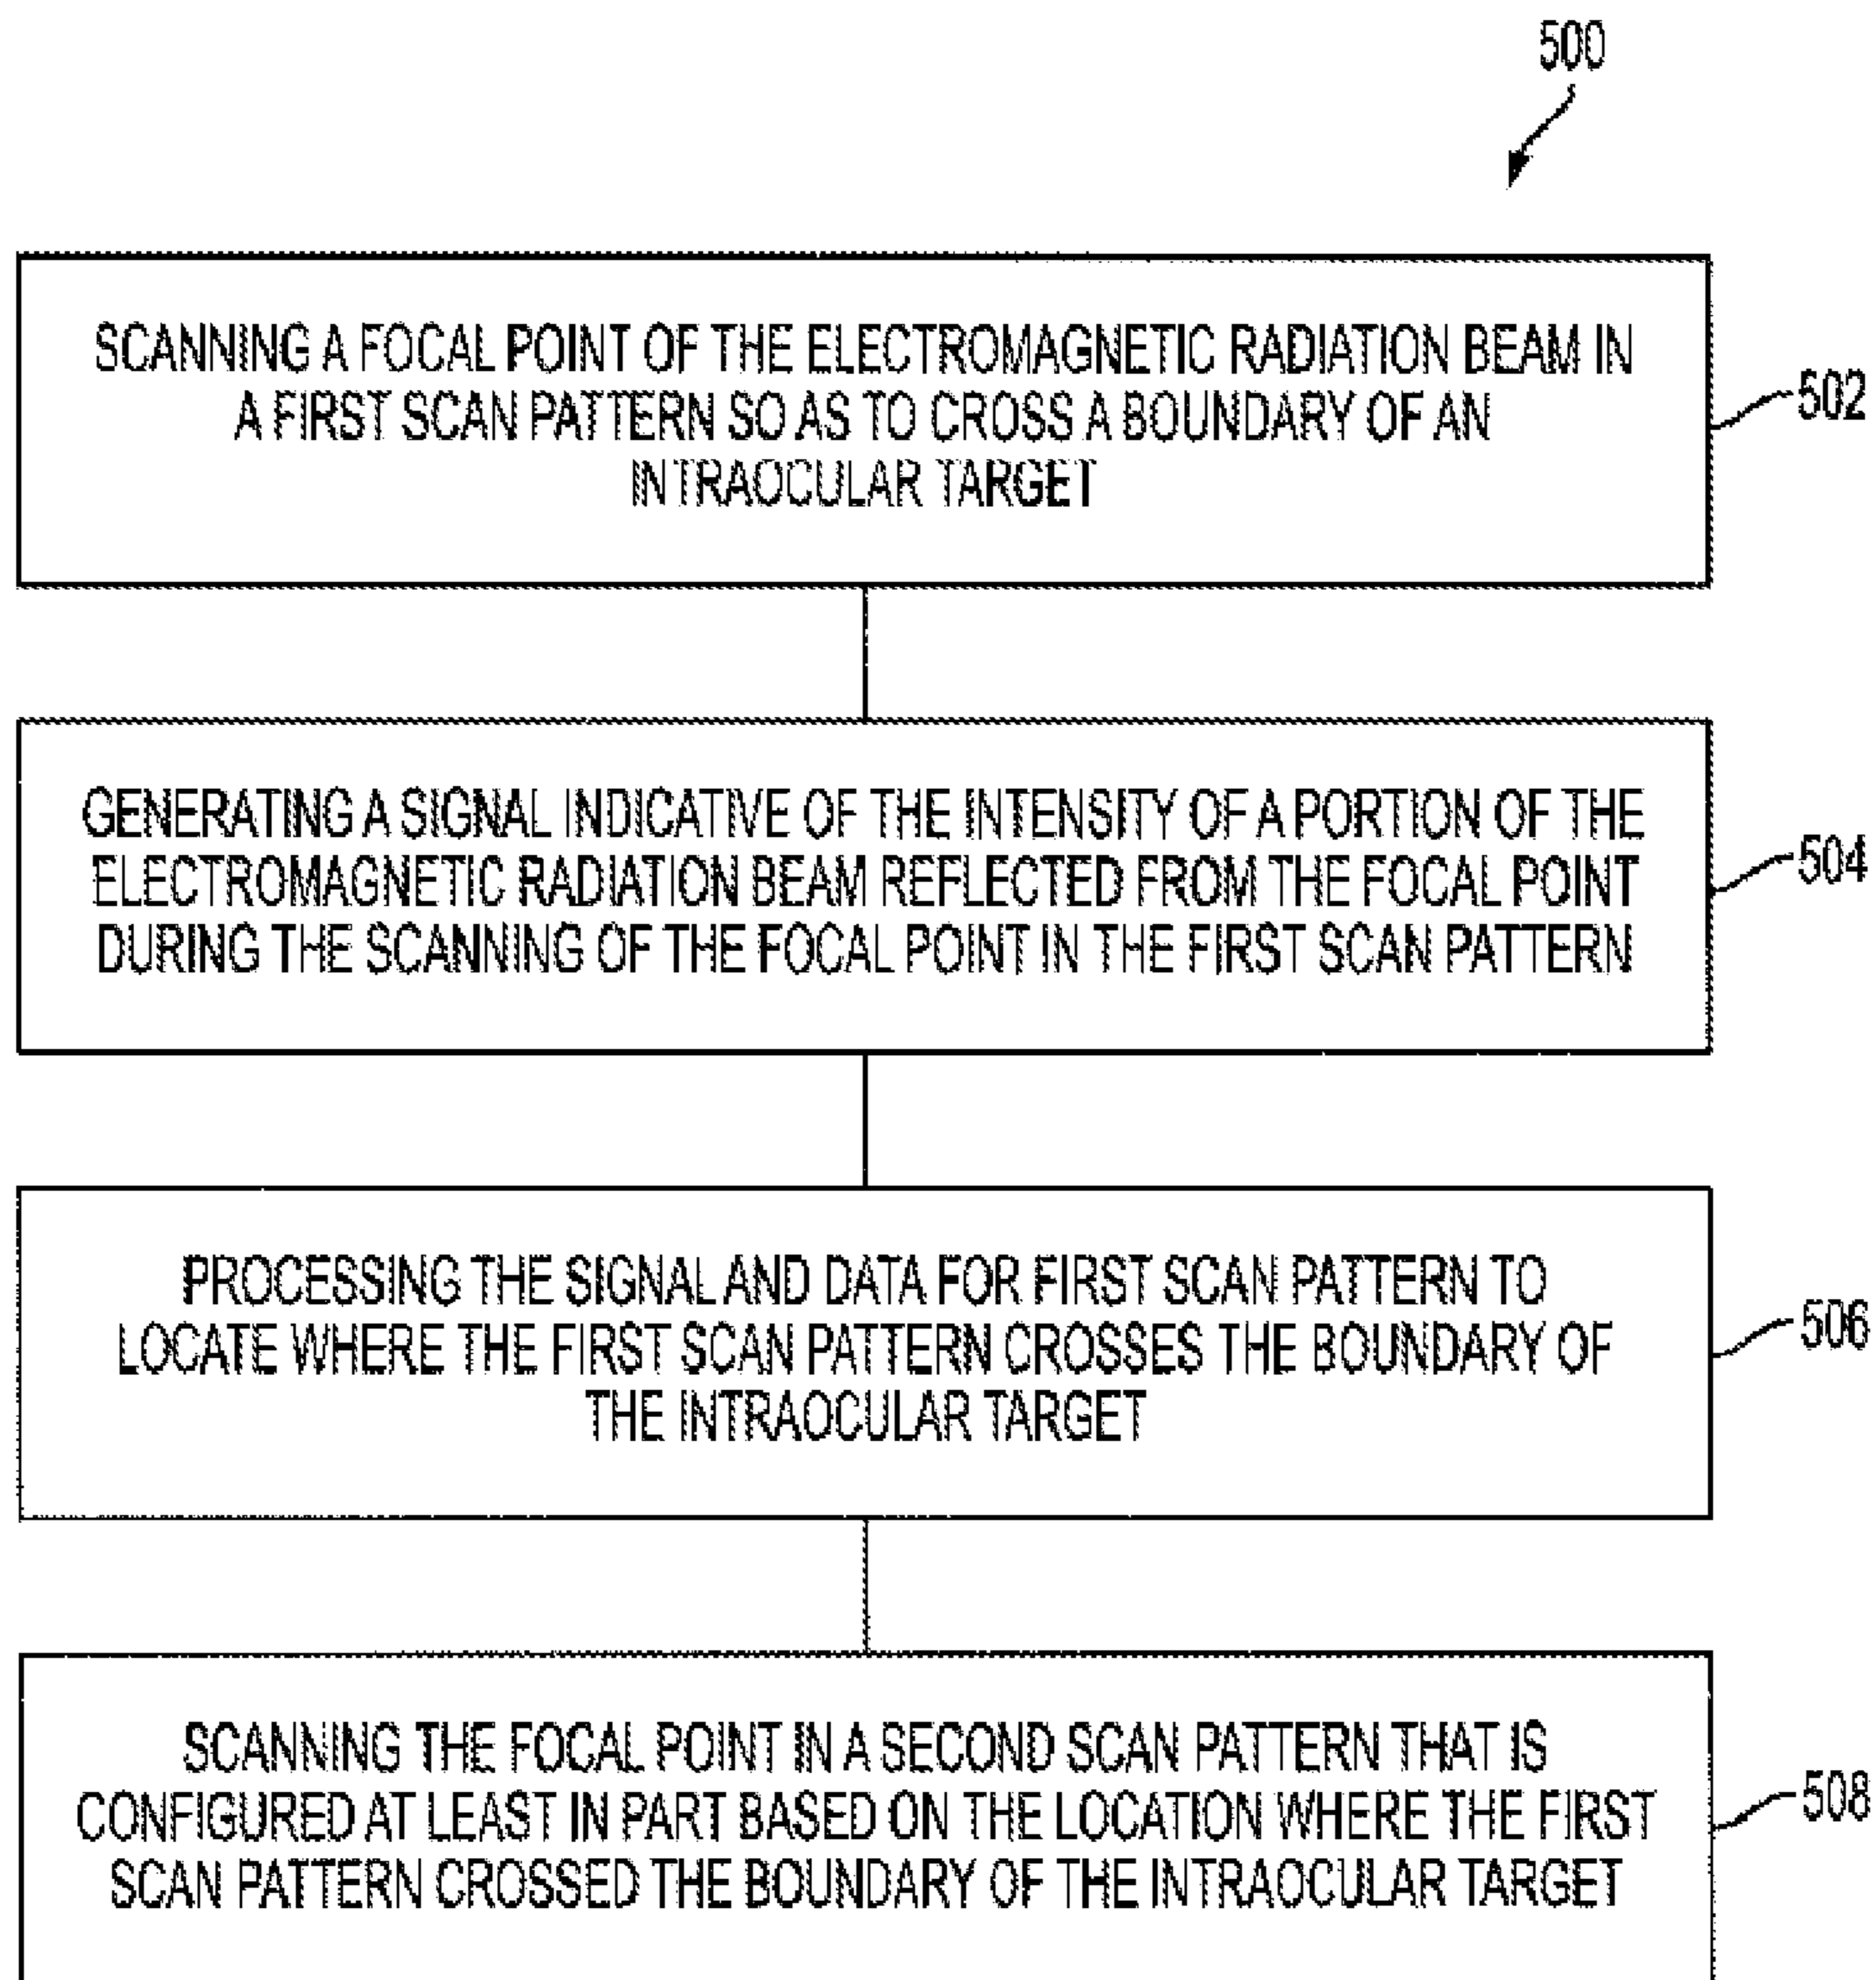 500
SCANNING A FOCAL POINT OF THE ELECTROMAGNETIC RADIATION BEAM IN
A FIRST SCAN PATTERN SO AS TO CROSS A BOUNDARY OF AN
INTRAOCULAR TARGET
502
GENERATING A SIGNAL INDICATIVE OF THE INTENSITY OF A PORTION OF THE
ELECTROMAGNETIC RADIATION BEAM REFLECTED FROM THE FOCAL POINT
DURING THE SCANNING OF THE FOCAL POINT IN THE FIRST SCAN PATTERN
504
PROCESSING THE SIGNAL AND DATA FOR FIRST SCAN PATTERN TO
LOCATE WHERE THE FIRST SCAN PATTERN CROSSES THE BOUNDARY OF
THE INTRAOCULAR TARGET
506
SCANNING THE FOCAL POINT IN A SECOND SCAN PATTERN THAT IS
CONFIGURED AT LEAST IN PART BASED ON THE LOCATION WHERE THE FIRST
SCAN PATTERN CROSSED THE BOUNDARY OF THE INTRAOCULAR TARGET
508